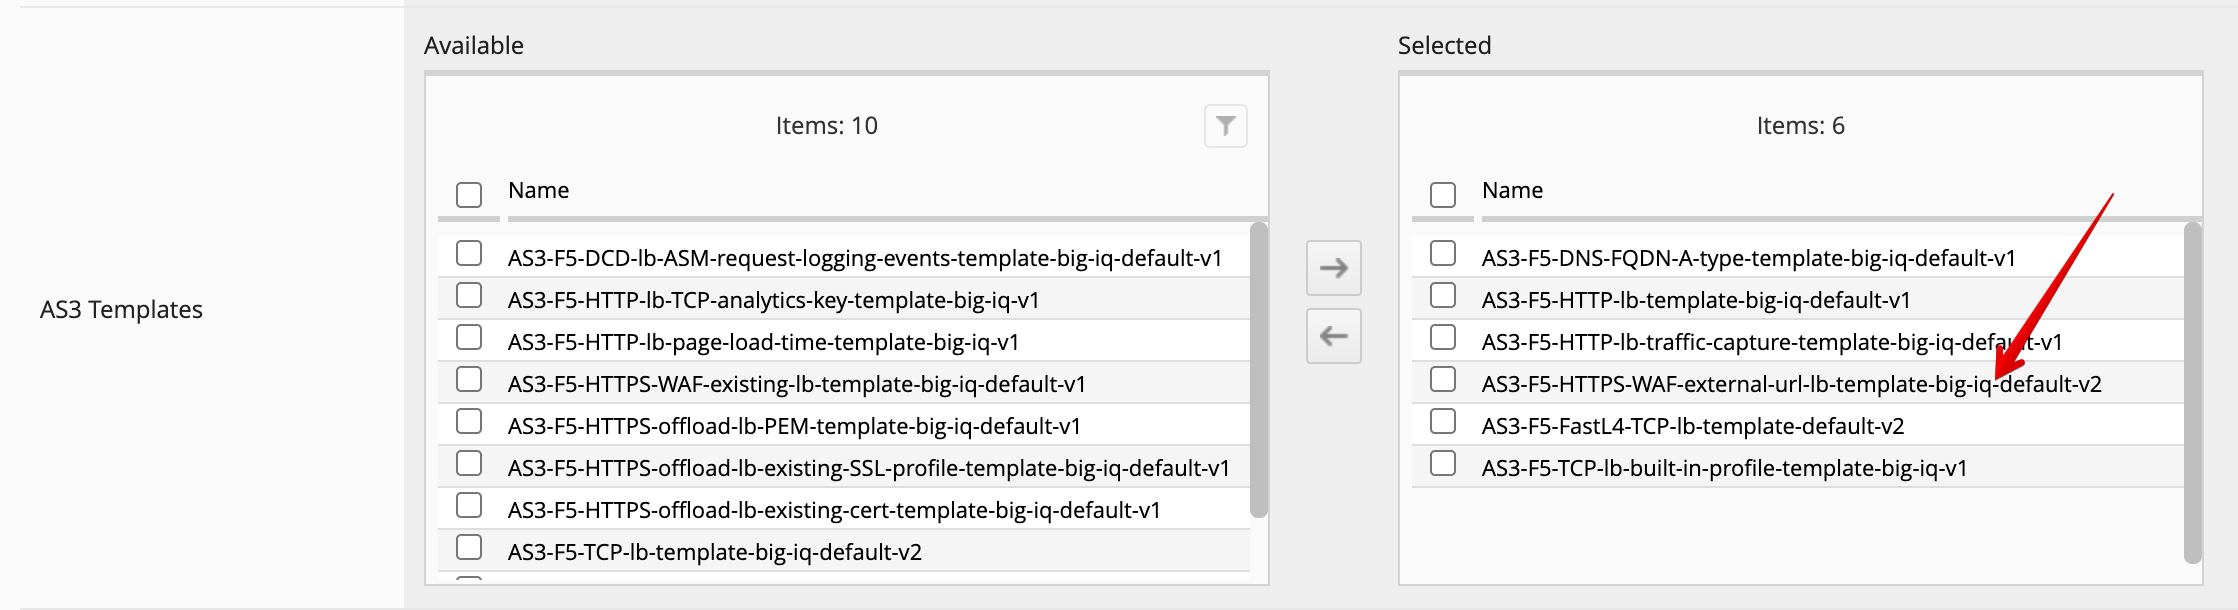 Available
Selected
Items: 10
Items: 6
Name
Name
AS3-F5-DCD-lb-ASM-request-logging-events-template-big-iq-default-v1
AS3-F5-HTTP-lb-TCP-analytics-key-template-big-iq-v1
AS3-F5-HTTP-lb-page-load-time-template-big-iq-v1
AS3-F5-HTTPS-WAF-existing-lb-template-big-iq-default-v1
AS3-F5-HTTPS-offload-lb-PEM-template-big-iq-default-v1
AS3-F5-HTTPS-offload-lb-existing-SSL-profile-template-big-iq-default-v1
AS3-F5-HTTPS-offload-lb-existing-cert-template-big-iq-default-v1
AS3-F5-TCP-lb-template-big-iq-default-v2
AS3-F5-DNS-FQDN-A-type-template-big-iq-default-v1
AS3-F5-HTTP-lb-template-big-iq-default-v1
AS3-F5-HTTP-lb-traffic-capture-template-big-iq-default-v1
AS3-F5-HTTPS-WAF-external-url-lb-template-big-iq-default-v2
AS3-F5-FastL4-TCP-lb-template-default-v2
AS3-F5-TCP-lb-built-in-profile-template-big-iq-v1
AS3 Templates